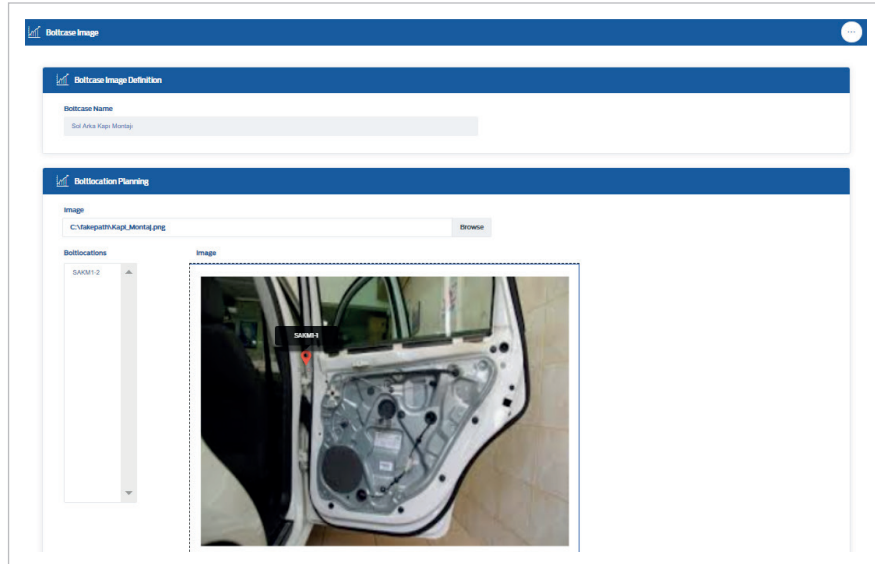 Boltcase Image
Boltcase Image Definition
Boltcase Name
Sol Arka Kapı Montajı
Boltlocation Planning
Image
C:\fakepath\Kapi_Montaj.png
Browse
Boltlocations
Image
SAKM1-2
SAKM1-1